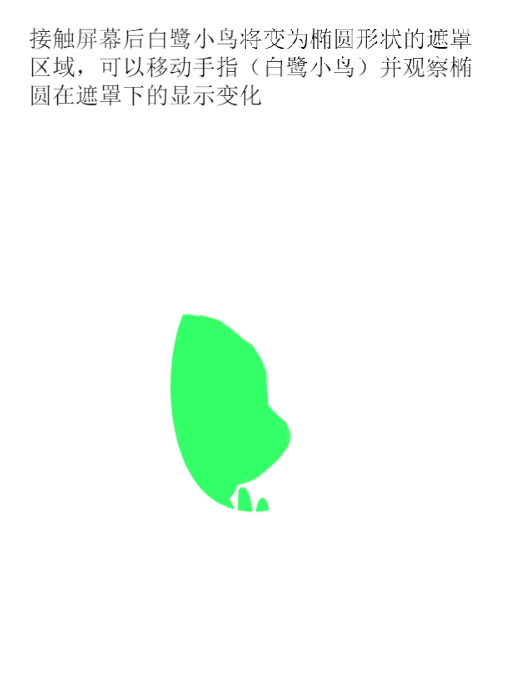 接触屏幕后白鹭小鸟将变为椭圆形状的遮罩
区域，可以移动手指（白鹭小鸟）并观察椭
圆在遮罩下的显示变化